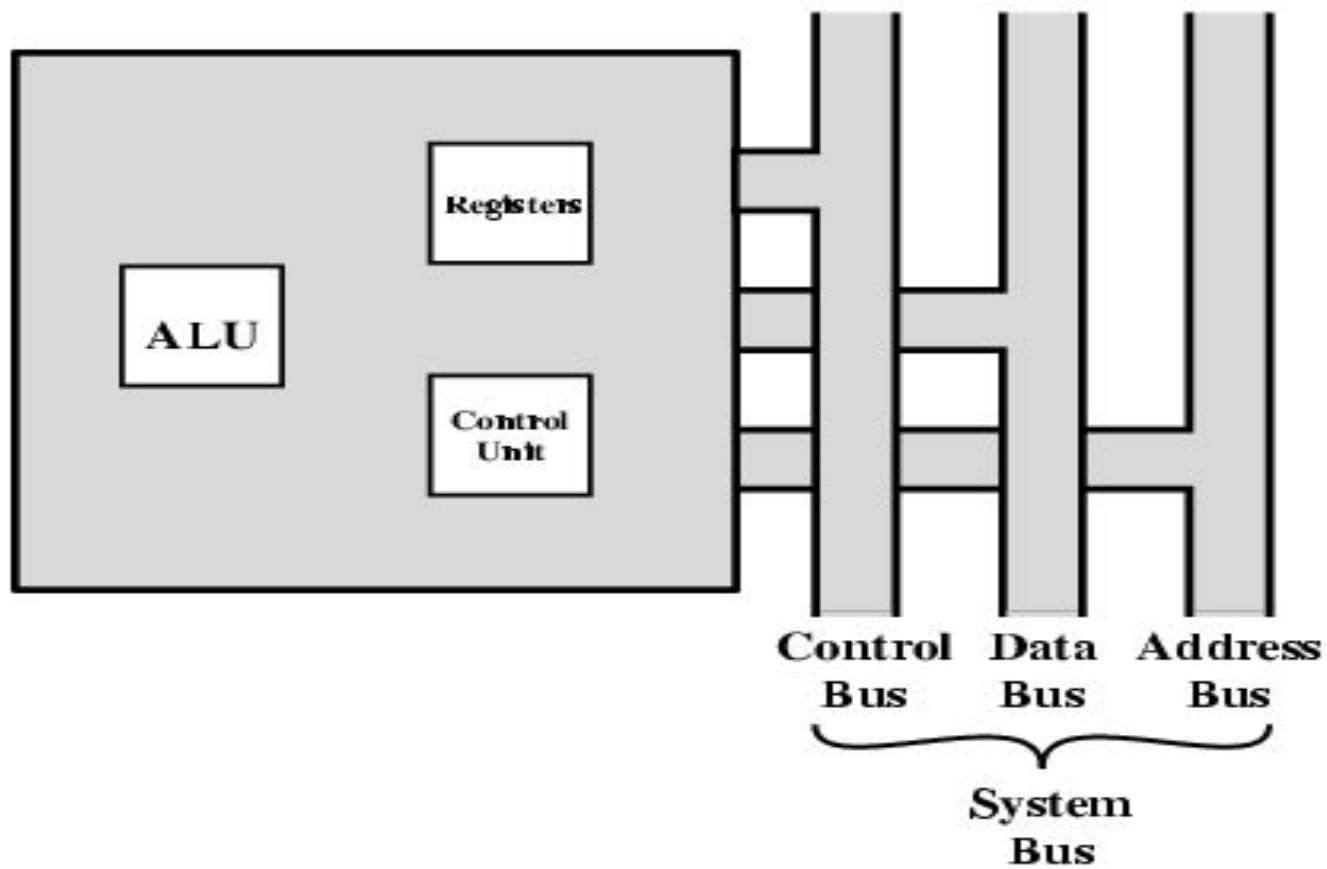 Registers
ALU
Control
Unit
Control Data Address
Bus Bus Bus
System
Bus